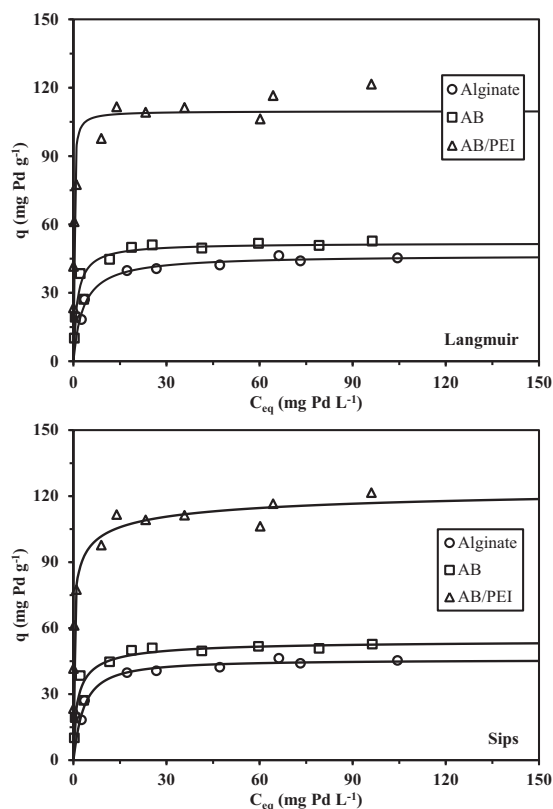 150
120
90
60
30
0
q (mg Pd g⁻¹)
Alginate
AB
AB/PEI
Langmuir
0 30 60 90 120 150
C_eq (mg Pd L⁻¹)
150
120
90
60
30
0
q (mg Pd g⁻¹)
Alginate
AB
AB/PEI
Sips
0 30 60 90 120 150
C_eq (mg Pd L⁻¹)